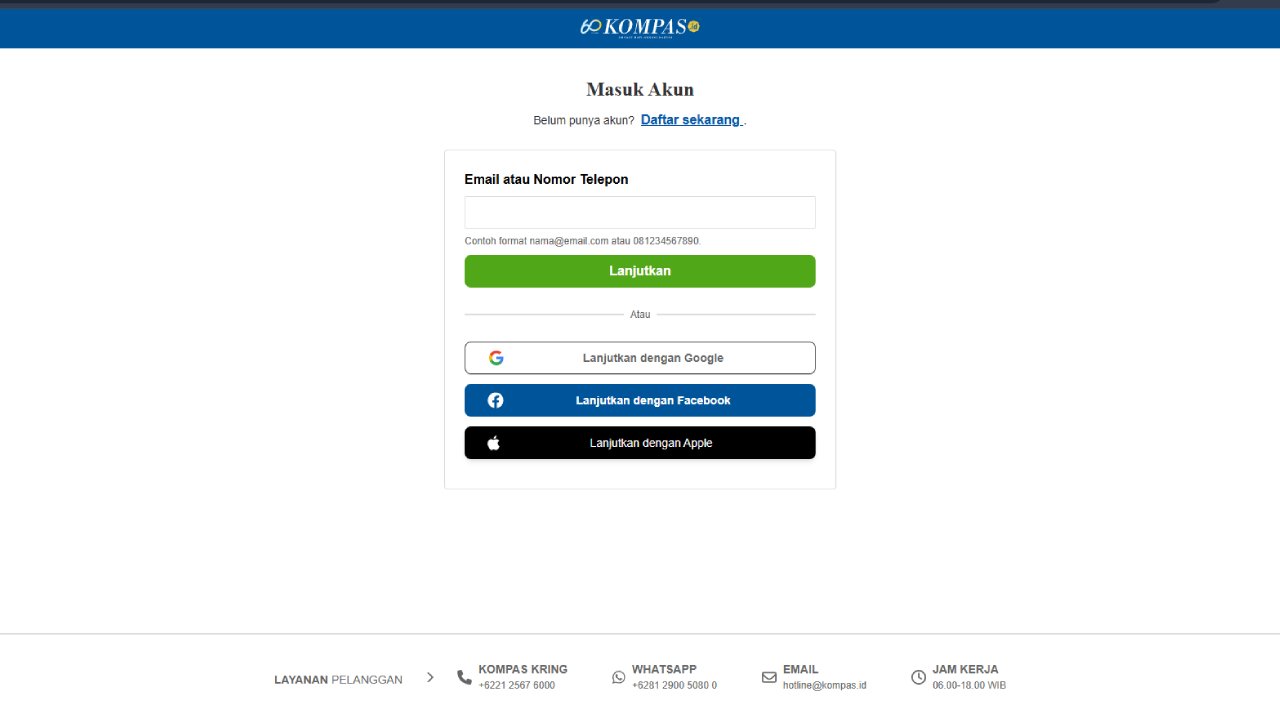 60 KOMPAS.id
Masuk Akun
Belum punya akun? Daftar sekarang .
Email atau Nomor Telepon
Contoh format nama@email.com atau 081234567890.
Lanjutkan
Atau
Lanjutkan dengan Google
Lanjutkan dengan Facebook
Lanjutkan dengan Apple
LAYANAN PELANGGAN
KOMPAS KRING
+6221 2567 6000
WHATSAPP
+6281 2900 5080 0
EMAIL
hotline@kompas.id
JAM KERJA
06.00-18.00 WIB